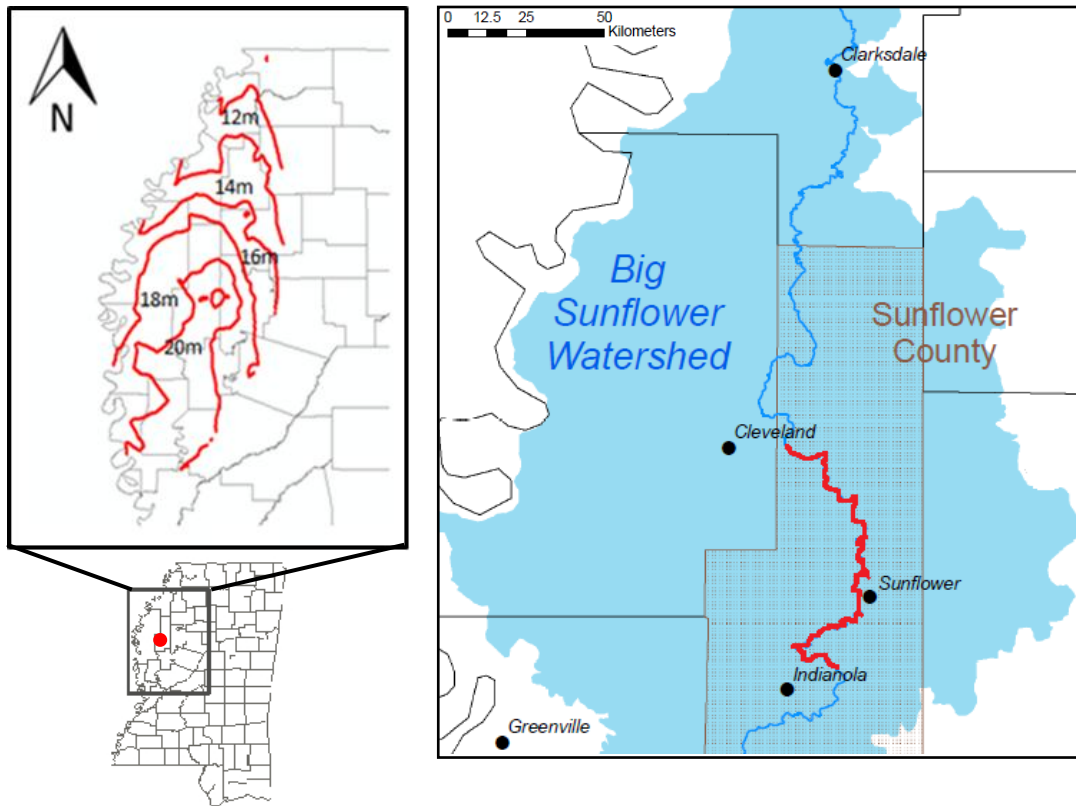 N
12m
14m
16m
18m
20m
0 12.5 25 50
Kilometers
Clarksdale
Big
Sunflower
Watershed
Sunflower
County
Cleveland
Sunflower
Indianola
Greenville